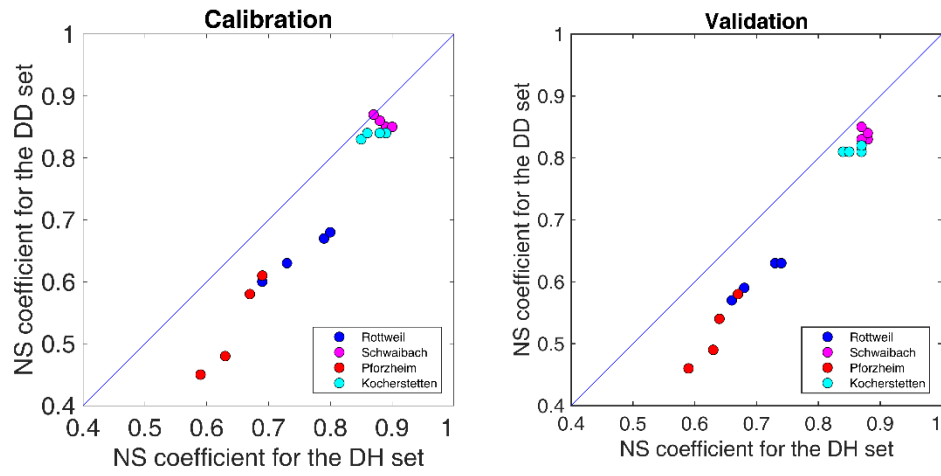 Calibration
NS coefficient for the DD set
1
0.9
0.8
0.7
0.6
0.5
0.4
0.4 0.5 0.6 0.7 0.8 0.9 1
NS coefficient for the DH set
Rottweil
Schwaibach
Pforzheim
Kocherstetten
Validation
NS coefficient for the DD set
1
0.9
0.8
0.7
0.6
0.5
0.4
0.4 0.5 0.6 0.7 0.8 0.9 1
NS coefficient for the DH set
Rottweil
Schwaibach
Pforzheim
Kocherstetten